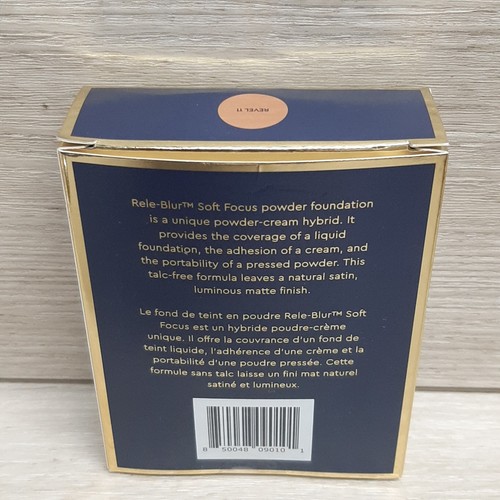 REVEL 11
Rele-Blur™ Soft Focus powder foundation
is a unique powder-cream hybrid. It
provides the coverage of a liquid
foundation, the adhesion of a cream, and
the portability of a pressed powder. This
talc-free formula leaves a natural satin,
luminous matte finish.
Le fond de teint en poudre Rele-Blur™ Soft
Focus est un hybride poudre-crème
unique. Il offre la couvrance d'un fond de
teint liquide, l'adhérence d'une crème et la
portabilité d'une poudre pressée. Cette
formule sans talc laisse un fini mat naturel
satiné et lumineux.
8 50048 09010 1